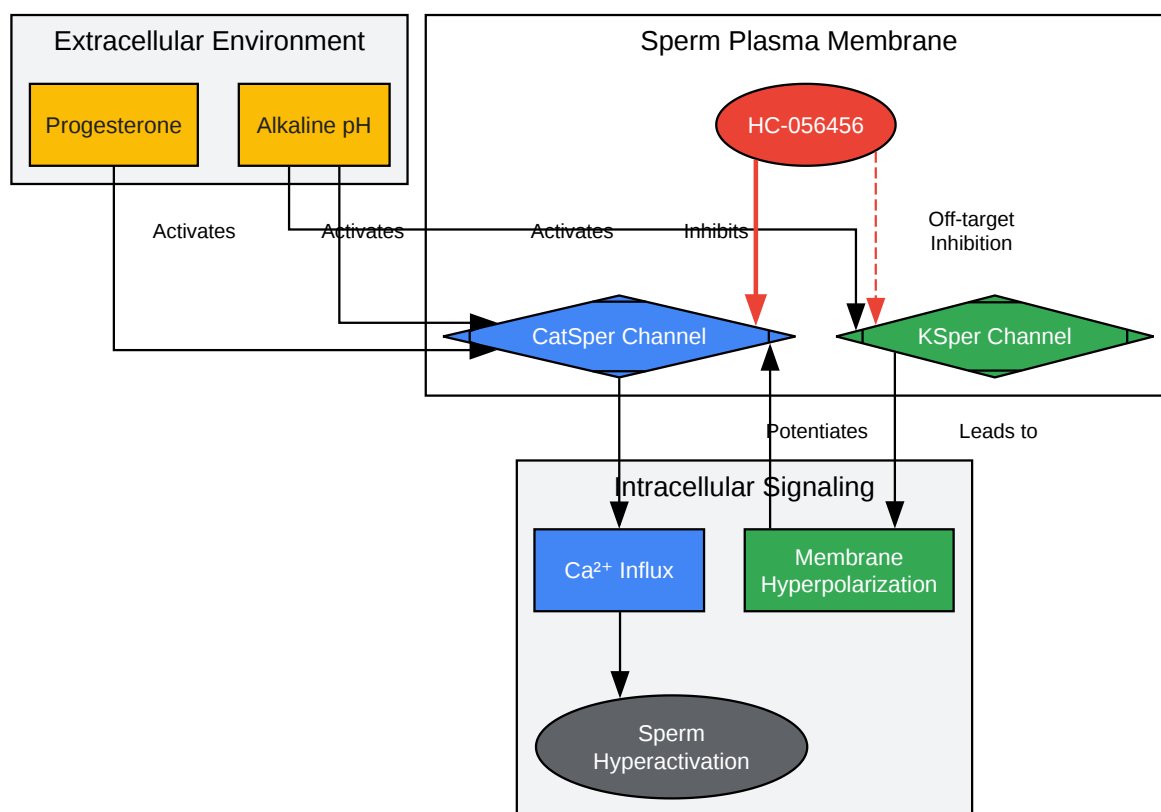 Extracellular Environment
Sperm Plasma Membrane
Progesterone
Alkaline pH
HC-056456
Activates
Activates
Activates
Inhibits
Off-target
Inhibition
CatSper Channel
KSper Channel
Potentiates
Leads to
Intracellular Signaling
Ca²⁺ Influx
Membrane
Hyperpolarization
Sperm
Hyperactivation